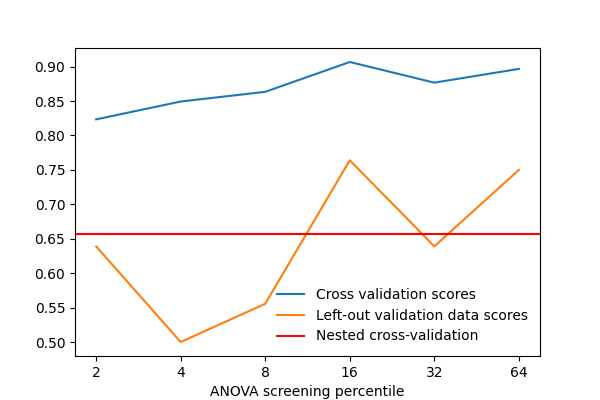 0.90
0.85
0.80
0.75
0.70
0.65
0.60
0.55
0.50
Cross validation scores
Left-out validation data scores
Nested cross-validation
2 4 8 16 32 64
ANOVA screening percentile